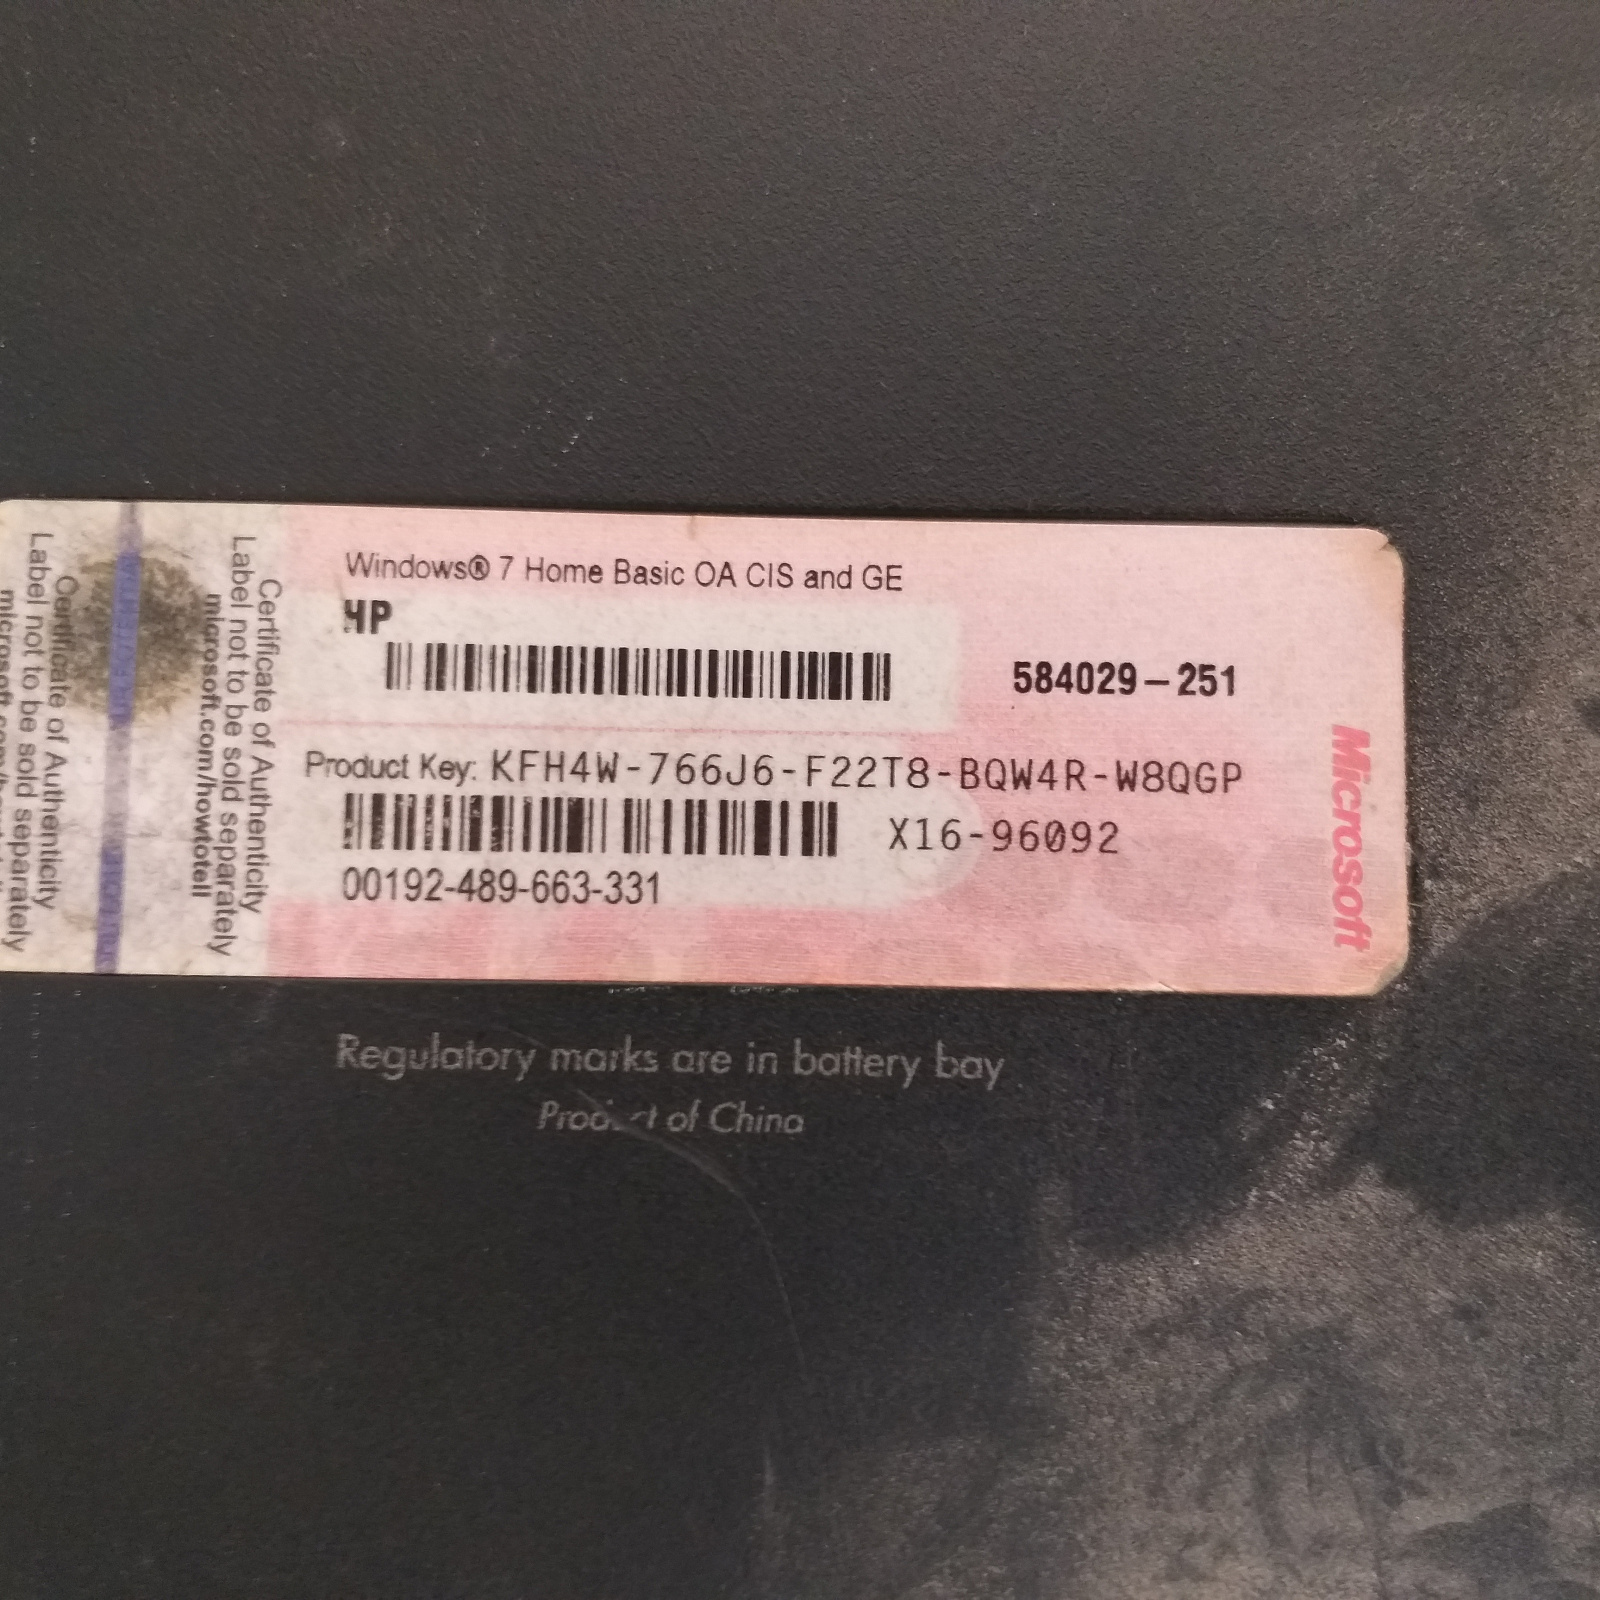 Windows® 7 Home Basic OA CIS and GE
HP
584029-251
Product Key: KFH4W-766J6-F22T8-BQW4R-W8QGP
X16-96092
00192-489-663-331
Microsoft
Certificate of Authenticity
Label not to be sold separately
microsoft.com/howtotell
Certificate of Authenticity
Label not to be sold separately
Regulatory marks are in battery bay
Product of China